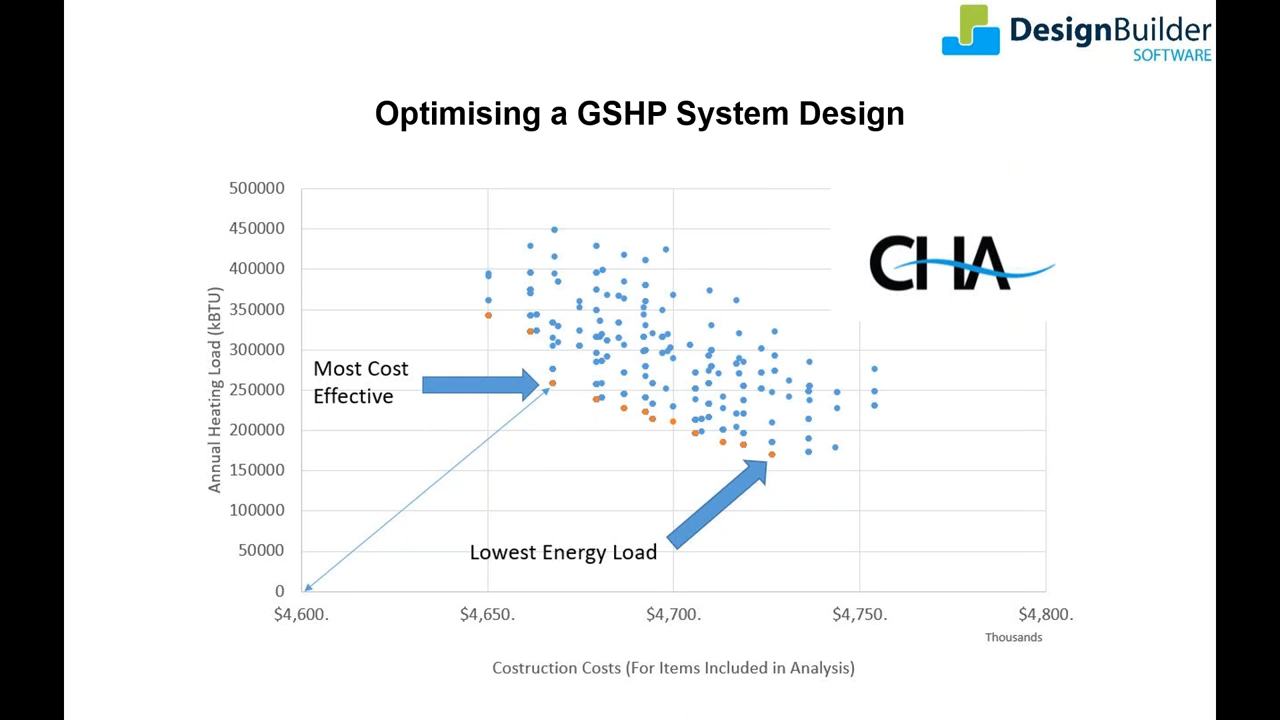 DesignBuilder
SOFTWARE
Optimising a GSHP System Design
500000
450000
400000
350000
300000
250000
200000
150000
100000
50000
0
Annual Heating Load (kBTU)
CHA
Most Cost
Effective
Lowest Energy Load
$4,600.
$4,650.
$4,700.
$4,750.
$4,800.
Thousands
Costruction Costs (For Items Included in Analysis)